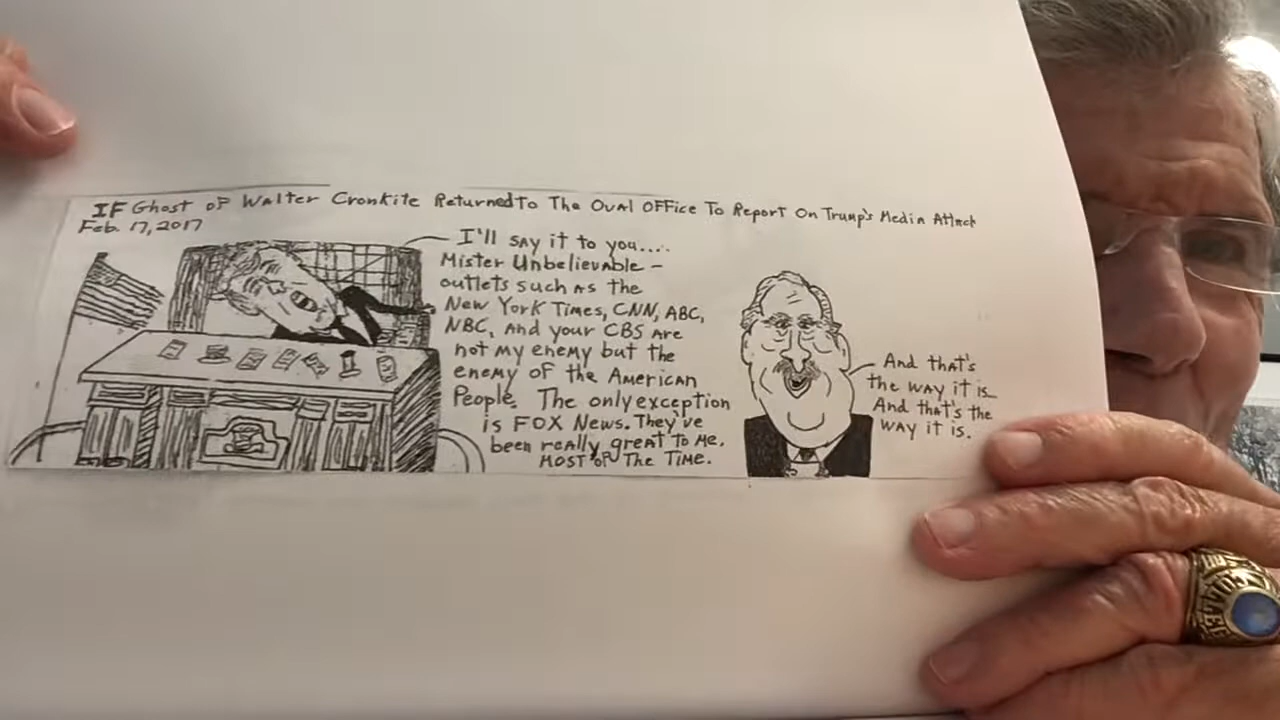 IF Ghost OF Walter Cronkite Returned To The Oval Office To Report On Trump's Media Attack
Feb. 17, 2017
I'll say it to you....
Mister Unbelievable –
outlets such as the
New York Times, CNN, ABC,
NBC, and your CBS are
not my enemy but the
enemy of the American
People. The only exception
is FOX News. They've
been really great to me.
MOST of The Time.
And that's
the way it is...
And that's the
way it is.